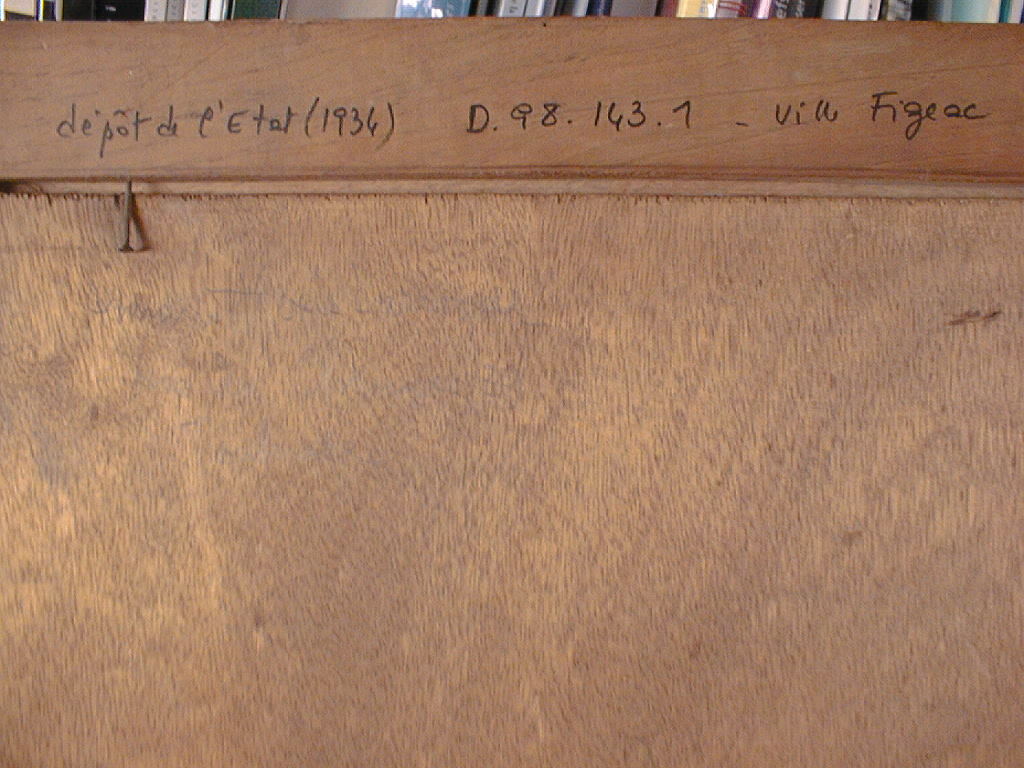 dépôt de l'Etat (1934) D.98.143.1 - Ville Figeac